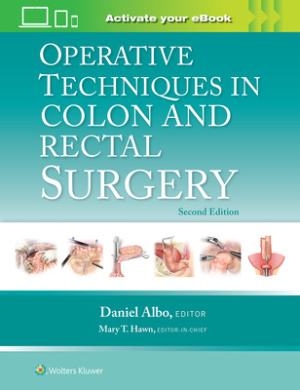 Activate your eBook
OPERATIVE
TECHNIQUES IN
COLON AND
RECTAL
SURGERY
Second Edition
Daniel Albo, EDITOR
Mary T. Hawn, EDITOR-IN-CHIEF
Wolters Kluwer